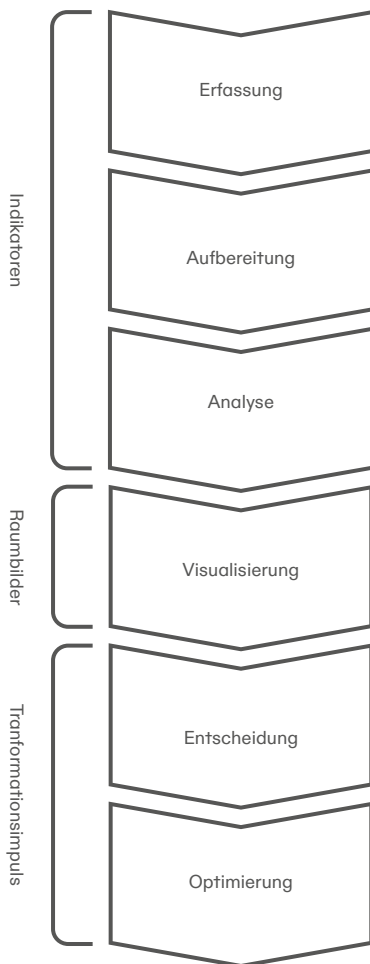 Indikatoren
Erfassung
Aufbereitung
Analyse
Raumbilder
Visualisierung
Tranformationsimpuls
Entscheidung
Optimierung